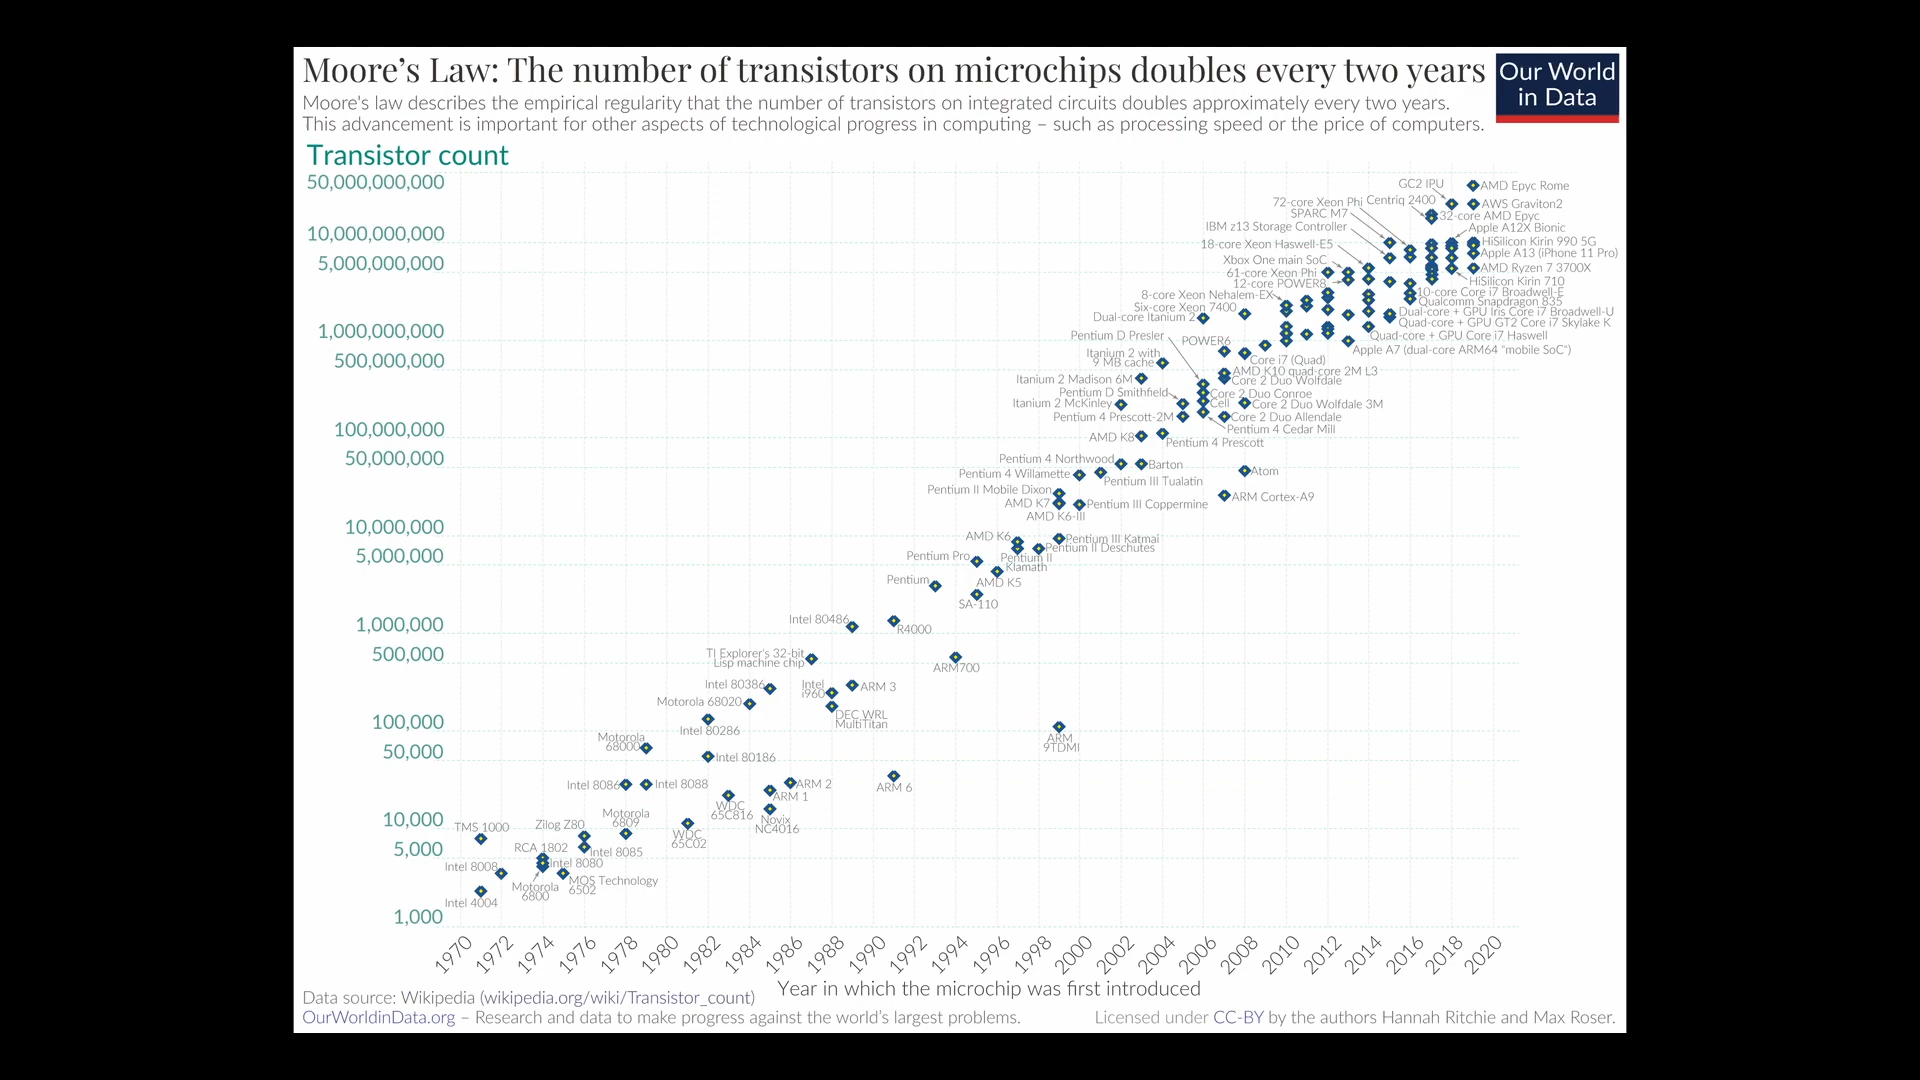 Moore's Law: The number of transistors on microchips doubles every two years
Our World
in Data
Moore's law describes the empirical regularity that the number of transistors on integrated circuits doubles approximately every two years.
This advancement is important for other aspects of technological progress in computing – such as processing speed or the price of computers.
Transistor count
50,000,000,000
10,000,000,000
5,000,000,000
1,000,000,000
500,000,000
100,000,000
50,000,000
10,000,000
5,000,000
1,000,000
500,000
100,000
50,000
10,000
5,000
1,000
GC2 IPU
AMD Epyc Rome
72-core Xeon Phi
Centriq 2400
AWS Graviton2
SPARC M7
32-core AMD Epyc
IBM z13 Storage Controller
Apple A12X Bionic
18-core Xeon Haswell-E5
HiSilicon Kirin 990 5G
Xbox One main SoC
Apple A13 (iPhone 11 Pro)
61-core Xeon Phi
AMD Ryzen 7 3700X
12-core POWER8
HiSilicon Kirin 710
8-core Xeon Nehalem-EX
10-core Core i7 Broadwell-E
Six-core Xeon 7400
Qualcomm Snapdragon 835
Dual-core Itanium 2
Dual-core + GPU Iris Core i7 Broadwell-U
Quad-core + GPU GT2 Core i7 Skylake K
Pentium D Presler
POWER6
Quad-core + GPU Core i7 Haswell
Itanium 2 with
9 MB cache
Apple A7 (dual-core ARM64 "mobile SoC")
Core i7 (Quad)
Itanium 2 Madison 6M
AMD K10 quad-core 2M L3
Core 2 Duo Wolfdale
Pentium D Smithfield
Core 2 Duo Conroe
Itanium 2 McKinley
Cell
Core 2 Duo Wolfdale 3M
Pentium 4 Prescott-2M
Core 2 Duo Allendale
Pentium 4 Cedar Mill
AMD K8
Pentium 4 Prescott
Pentium 4 Northwood
Barton
Atom
Pentium 4 Willamette
Pentium III Tualatin
Pentium II Mobile Dixon
ARM Cortex-A9
AMD K7
Pentium III Coppermine
AMD K6-III
AMD K6
Pentium III Katmai
Pentium II Deschutes
Pentium Pro
Pentium II
Klamath
Pentium
AMD K5
SA-110
Intel 80486
R4000
TI Explorer's 32-bit
Lisp machine chip
ARM700
Intel 80386
Intel
i960
ARM 3
Motorola 68020
DEC WRL
MultiTitan
Intel 80286
Motorola
68000
ARM
9TDMI
Intel 80186
Intel 8086
Intel 8088
ARM 2
ARM 6
ARM 1
WDC
65C816
Novix
NC4016
Motorola
6809
WDC
65C02
TMS 1000
Zilog Z80
RCA 1802
Intel 8085
Intel 8008
Intel 8080
Motorola
6800
MOS Technology
6502
Intel 4004
1970
1972
1974
1976
1978
1980
1982
1984
1986
1988
1990
1992
1994
1996
1998
2000
2002
2004
2006
2008
2010
2012
2014
2016
2018
2020
Year in which the microchip was first introduced
Data source: Wikipedia (wikipedia.org/wiki/Transistor_count)
OurWorldinData.org – Research and data to make progress against the world's largest problems.
Licensed under CC-BY by the authors Hannah Ritchie and Max Roser.